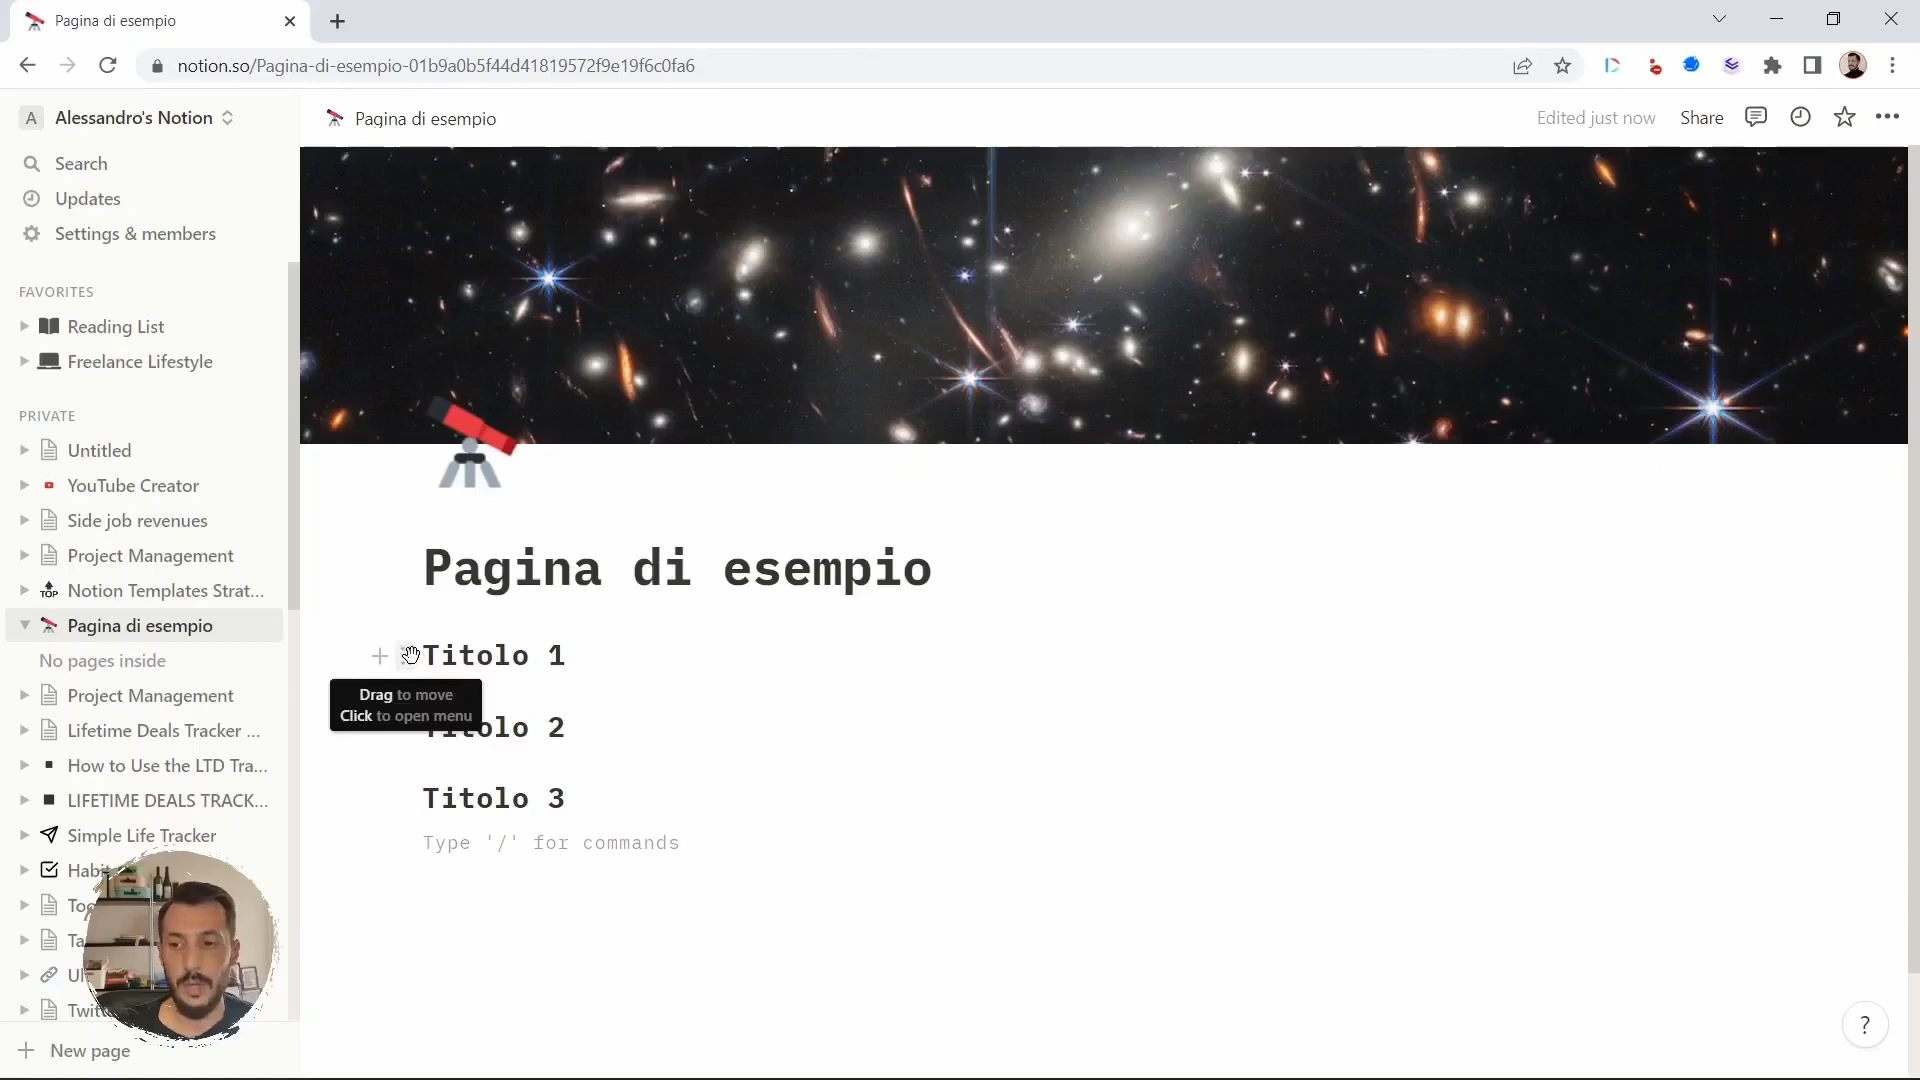 Pagina di esempio
notion.so/Pagina-di-esempio-01b9a0b5f44d41819572f9e19f6c0fa6
A Alessandro's Notion
Pagina di esempio
Edited just now
Share
Search
Updates
Settings & members
FAVORITES
Reading List
Freelance Lifestyle
PRIVATE
Untitled
YouTube Creator
Side job revenues
Project Management
TOP Notion Templates Strat...
Pagina di esempio
No pages inside
Project Management
Lifetime Deals Tracker ...
How to Use the LTD Tra...
LIFETIME DEALS TRACK...
Simple Life Tracker
New page
Pagina di esempio
Titolo 1
Drag to move
Click to open menu
Titolo 2
Titolo 3
Type '/' for commands
?